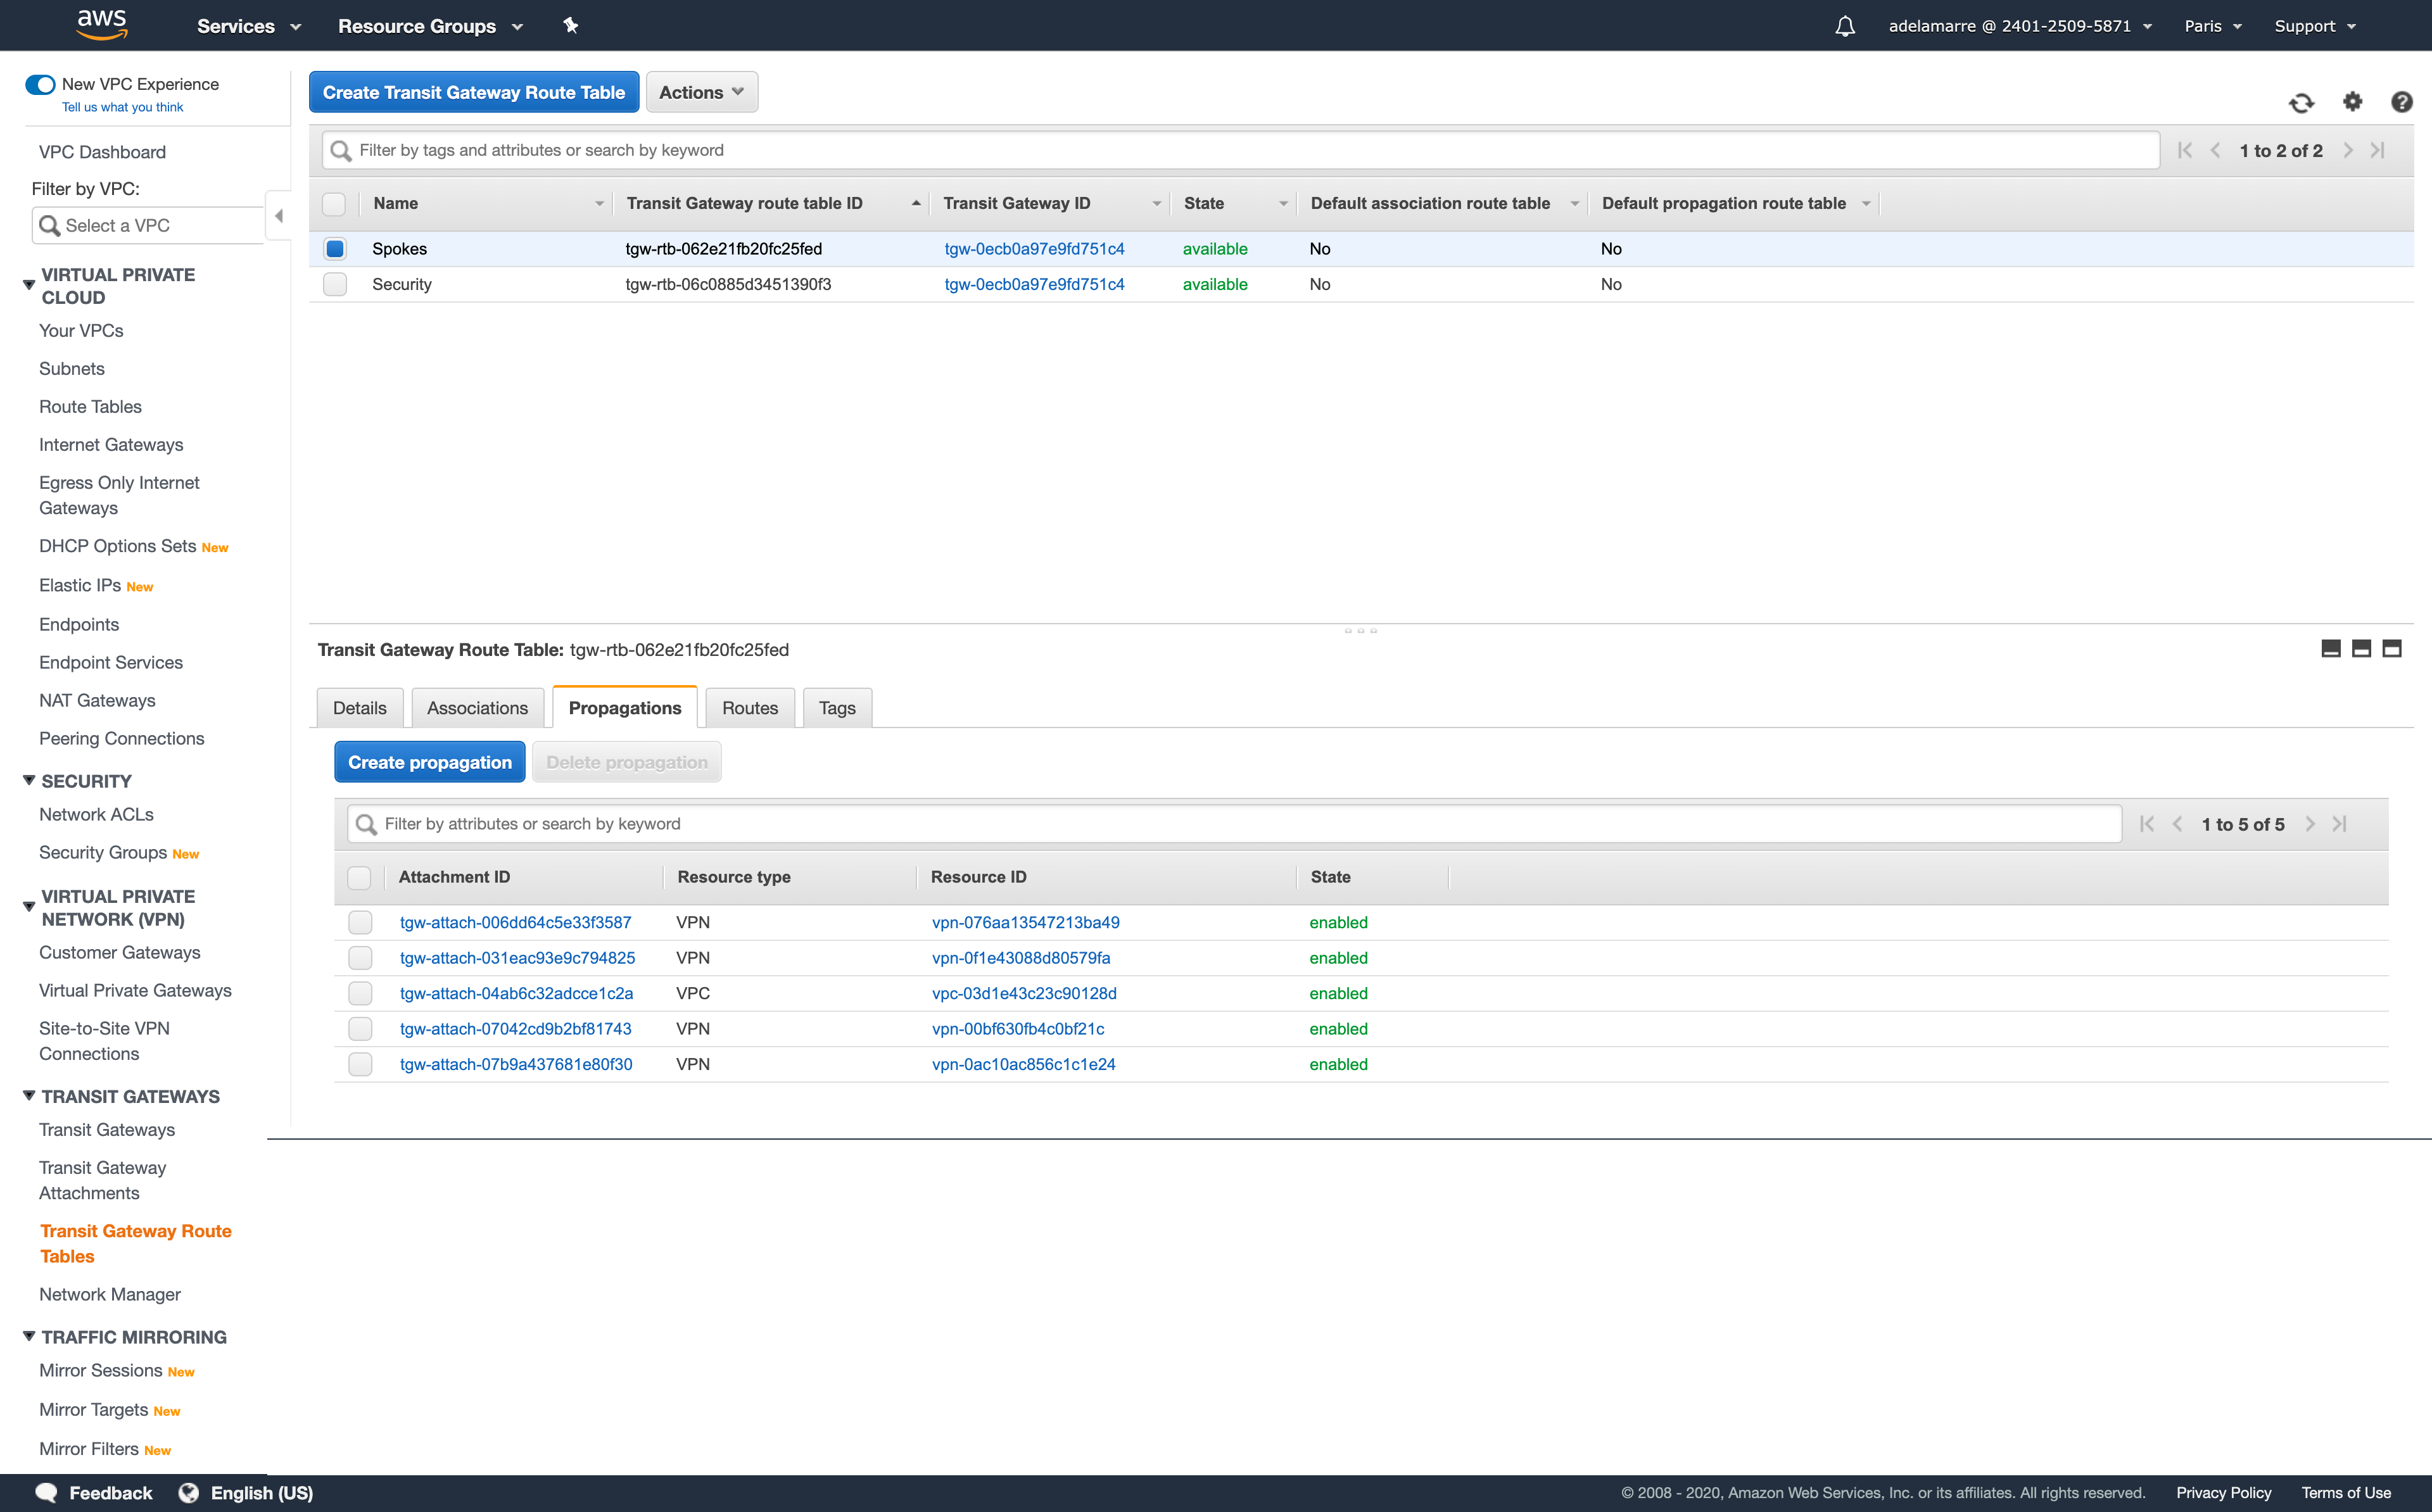 aws
Services
Resource Groups
adelamarre @ 2401-2509-5871
Paris
Support
New VPC Experience
Tell us what you think
VPC Dashboard
Filter by VPC:
Select a VPC
VIRTUAL PRIVATE
CLOUD
Your VPCs
Subnets
Route Tables
Internet Gateways
Egress Only Internet
Gateways
DHCP Options Sets New
Elastic IPs New
Endpoints
Endpoint Services
NAT Gateways
Peering Connections
SECURITY
Network ACLs
Security Groups New
VIRTUAL PRIVATE
NETWORK (VPN)
Customer Gateways
Virtual Private Gateways
Site-to-Site VPN
Connections
TRANSIT GATEWAYS
Transit Gateways
Transit Gateway
Attachments
Transit Gateway Route
Tables
Network Manager
TRAFFIC MIRRORING
Mirror Sessions New
Mirror Targets New
Mirror Filters New
Create Transit Gateway Route Table
Actions
Filter by tags and attributes or search by keyword
1 to 2 of 2
Name Transit Gateway route table ID Transit Gateway ID State Default association route table Default propagation route table
Spokes tgw-rtb-062e21fb20fc25fed tgw-0ecb0a97e9fd751c4 available No No
Security tgw-rtb-06c0885d3451390f3 tgw-0ecb0a97e9fd751c4 available No No
Transit Gateway Route Table: tgw-rtb-062e21fb20fc25fed
Details Associations Propagations Routes Tags
Create propagation Delete propagation
Filter by attributes or search by keyword
1 to 5 of 5
Attachment ID Resource type Resource ID State
tgw-attach-006dd64c5e33f3587 VPN vpn-076aa13547213ba49 enabled
tgw-attach-031eac93e9c794825 VPN vpn-0f1e43088d80579fa enabled
tgw-attach-04ab6c32adcce1c2a VPC vpc-03d1e43c23c90128d enabled
tgw-attach-07042cd9b2bf81743 VPN vpn-00bf630fb4c0bf21c enabled
tgw-attach-07b9a437681e80f30 VPN vpn-0ac10ac856c1c1e24 enabled
Feedback
English (US)
© 2008 - 2020, Amazon Web Services, Inc. or its affiliates. All rights reserved.
Privacy Policy
Terms of Use